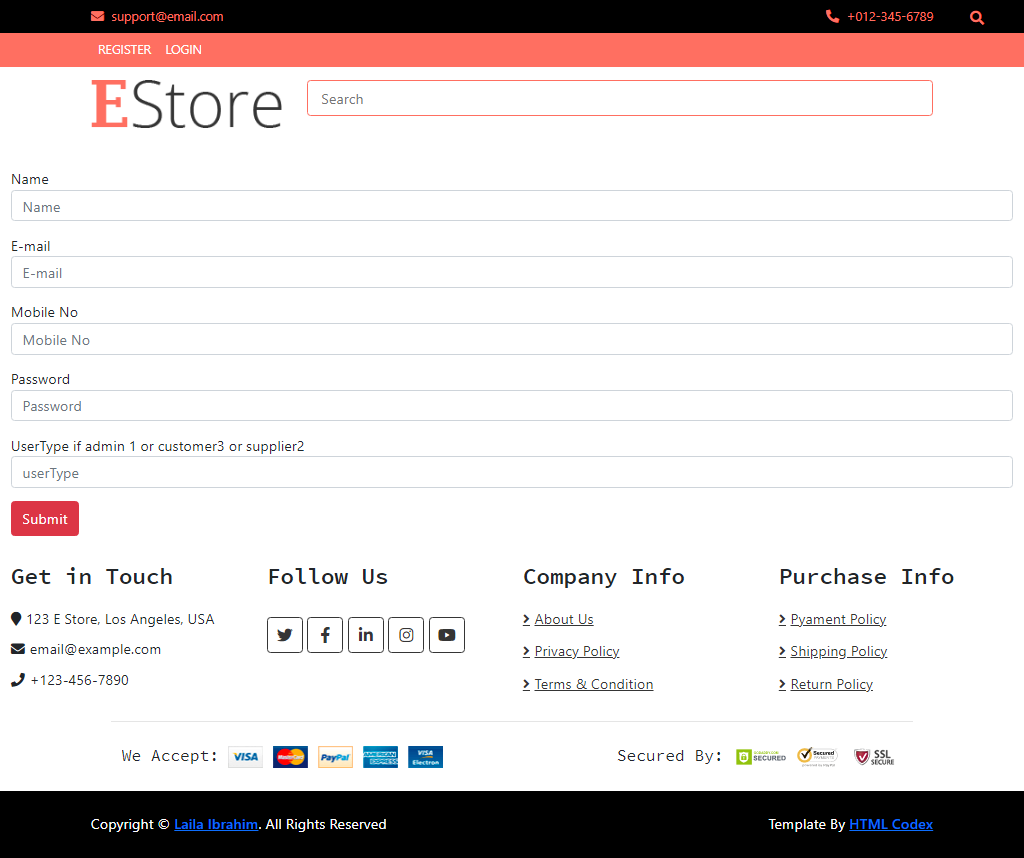 support@email.com
+012-345-6789
REGISTER LOGIN
EStore
Search
Name
Name
E-mail
E-mail
Mobile No
Mobile No
Password
Password
UserType if admin 1 or customer3 or supplier2
userType
Submit
Get in Touch
123 E Store, Los Angeles, USA
email@example.com
+123-456-7890
Follow Us
Company Info
About Us
Privacy Policy
Terms & Condition
Purchase Info
Pyament Policy
Shipping Policy
Return Policy
We Accept: VISA MasterCard PayPal AMERICAN EXPRESS VISA Electron
Secured By: SECURED Secured SSL SECURE
Copyright © Laila Ibrahim. All Rights Reserved
Template By HTML Codex